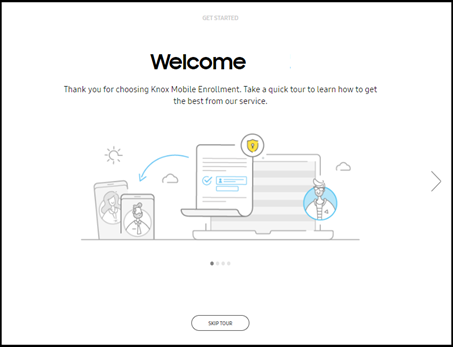 GET STARTED
Welcome
Thank you for choosing Knox Mobile Enrollment. Take a quick tour to learn how to get
the best from our service.
SKIP TOUR